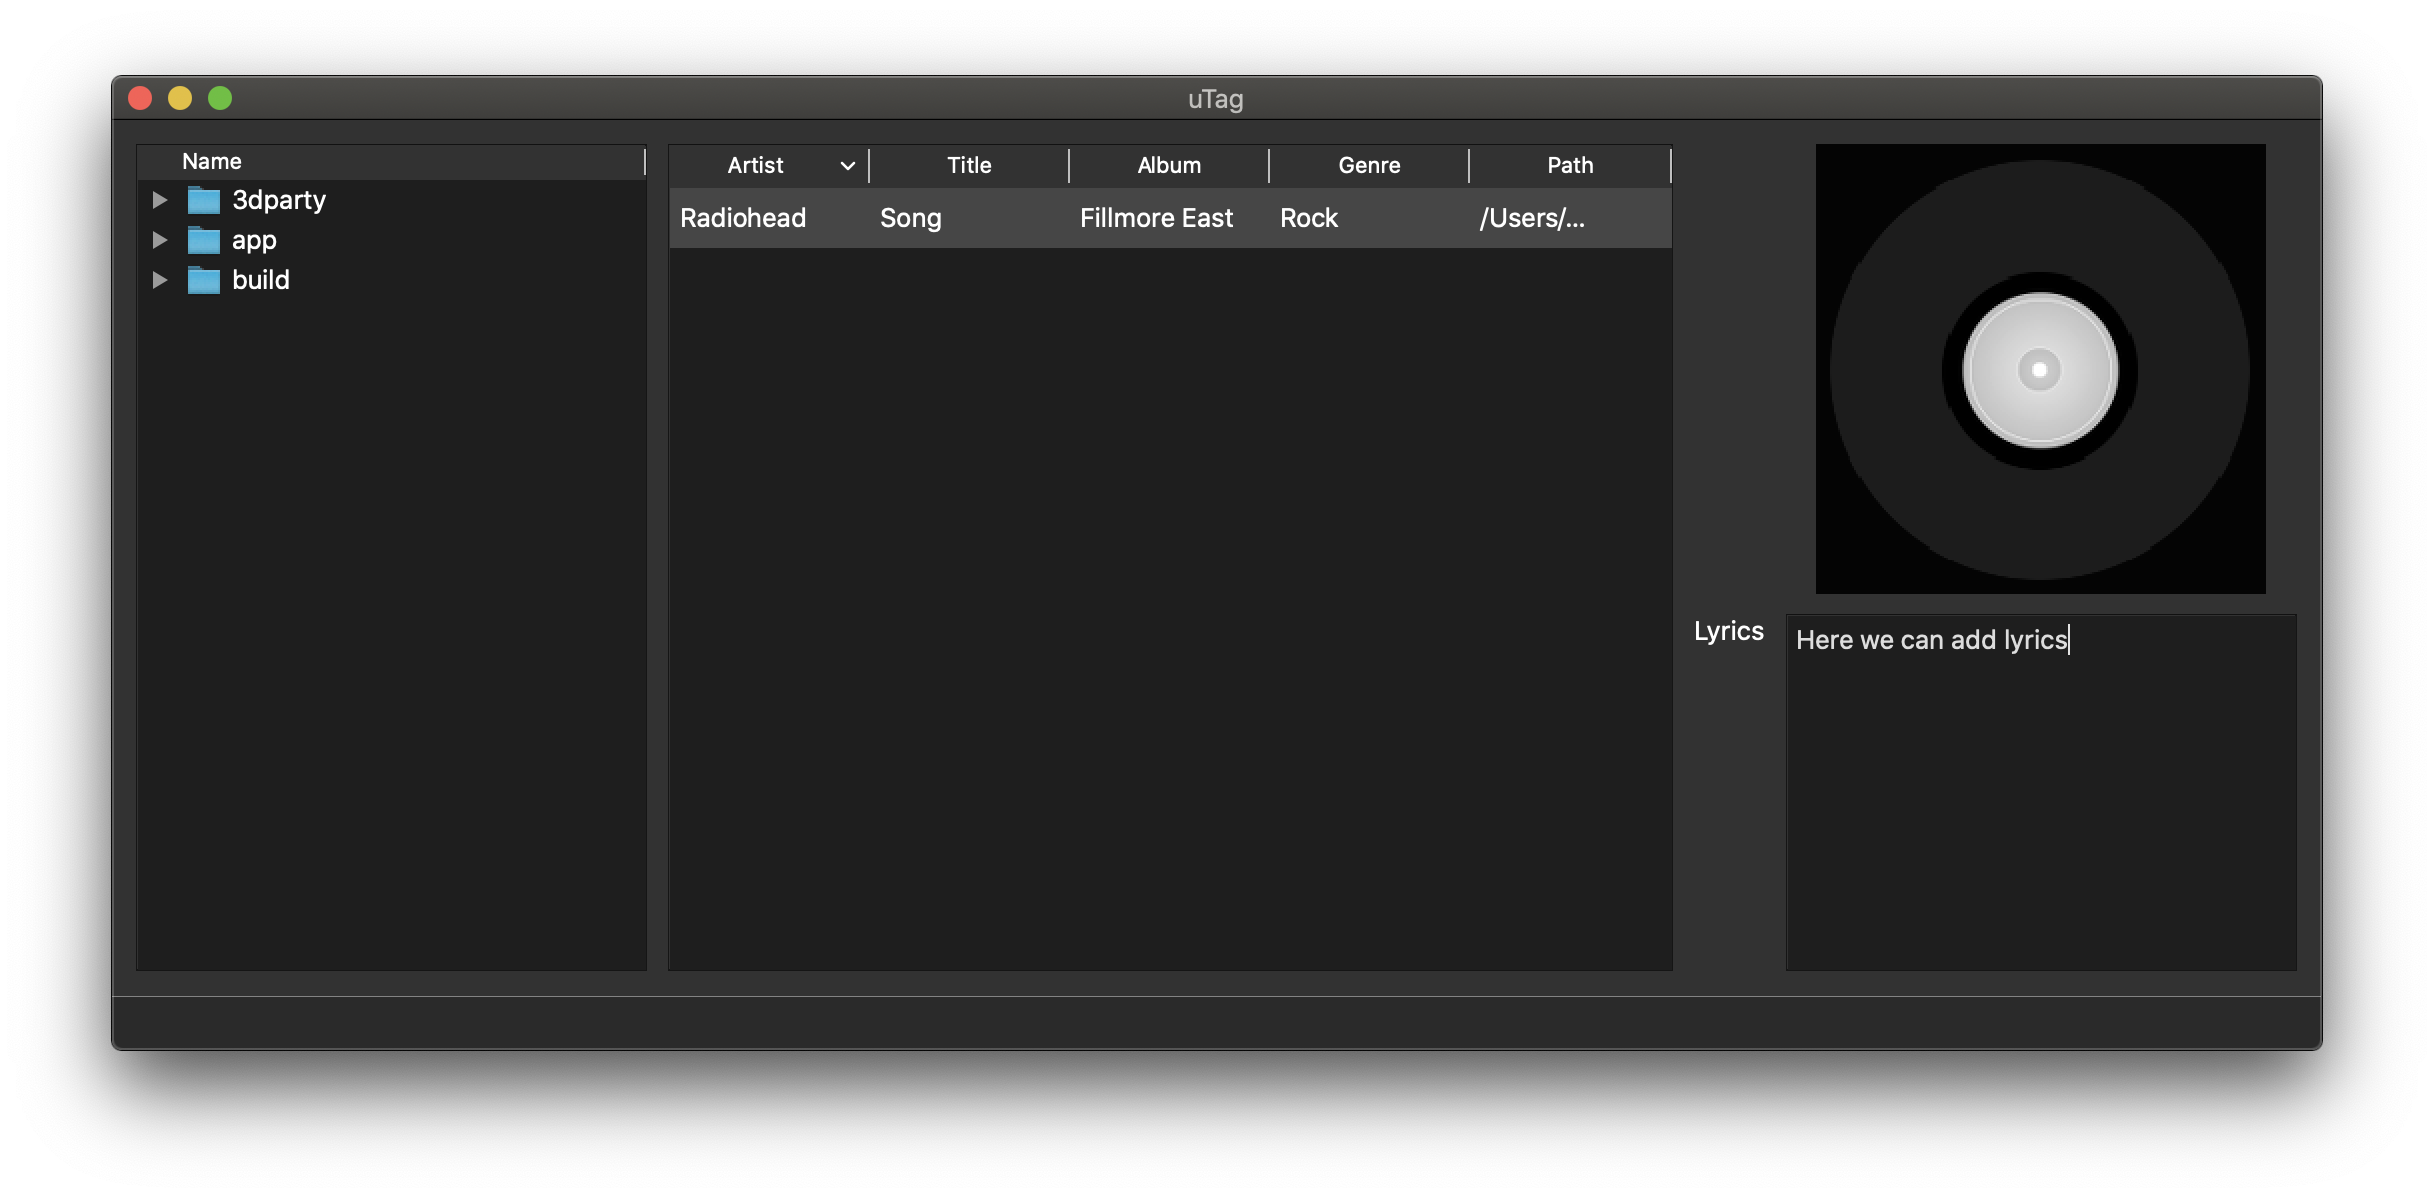 uTag
Name
3dparty
app
build
Artist Title Album Genre Path
Radiohead Song Fillmore East Rock /Users/...
Lyrics
Here we can add lyrics